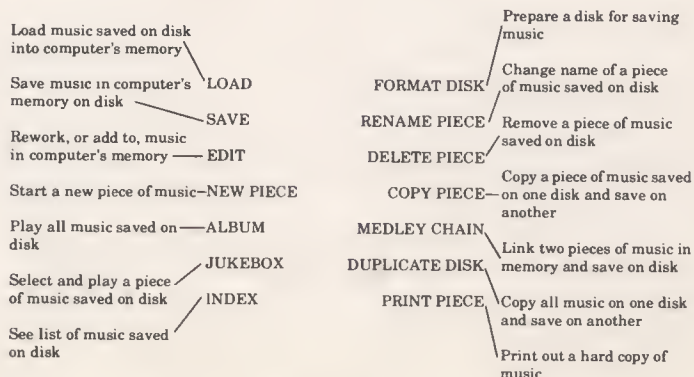 Load music saved on disk
into computer's memory
LOAD
Save music in computer's
memory on disk
SAVE
Rework, or add to, music
in computer's memory
EDIT
Start a new piece of music
NEW PIECE
Play all music saved on
disk
ALBUM
JUKEBOX
Select and play a piece
of music saved on disk
INDEX
See list of music saved
on disk
Prepare a disk for saving
music
FORMAT DISK
Change name of a piece
of music saved on disk
RENAME PIECE
Remove a piece of music
saved on disk
DELETE PIECE
Copy a piece of music saved
on one disk and save on
another
COPY PIECE
MEDLEY CHAIN
Link two pieces of music in
memory and save on disk
DUPLICATE DISK
Copy all music on one disk
and save on another
PRINT PIECE
Print out a hard copy of
music